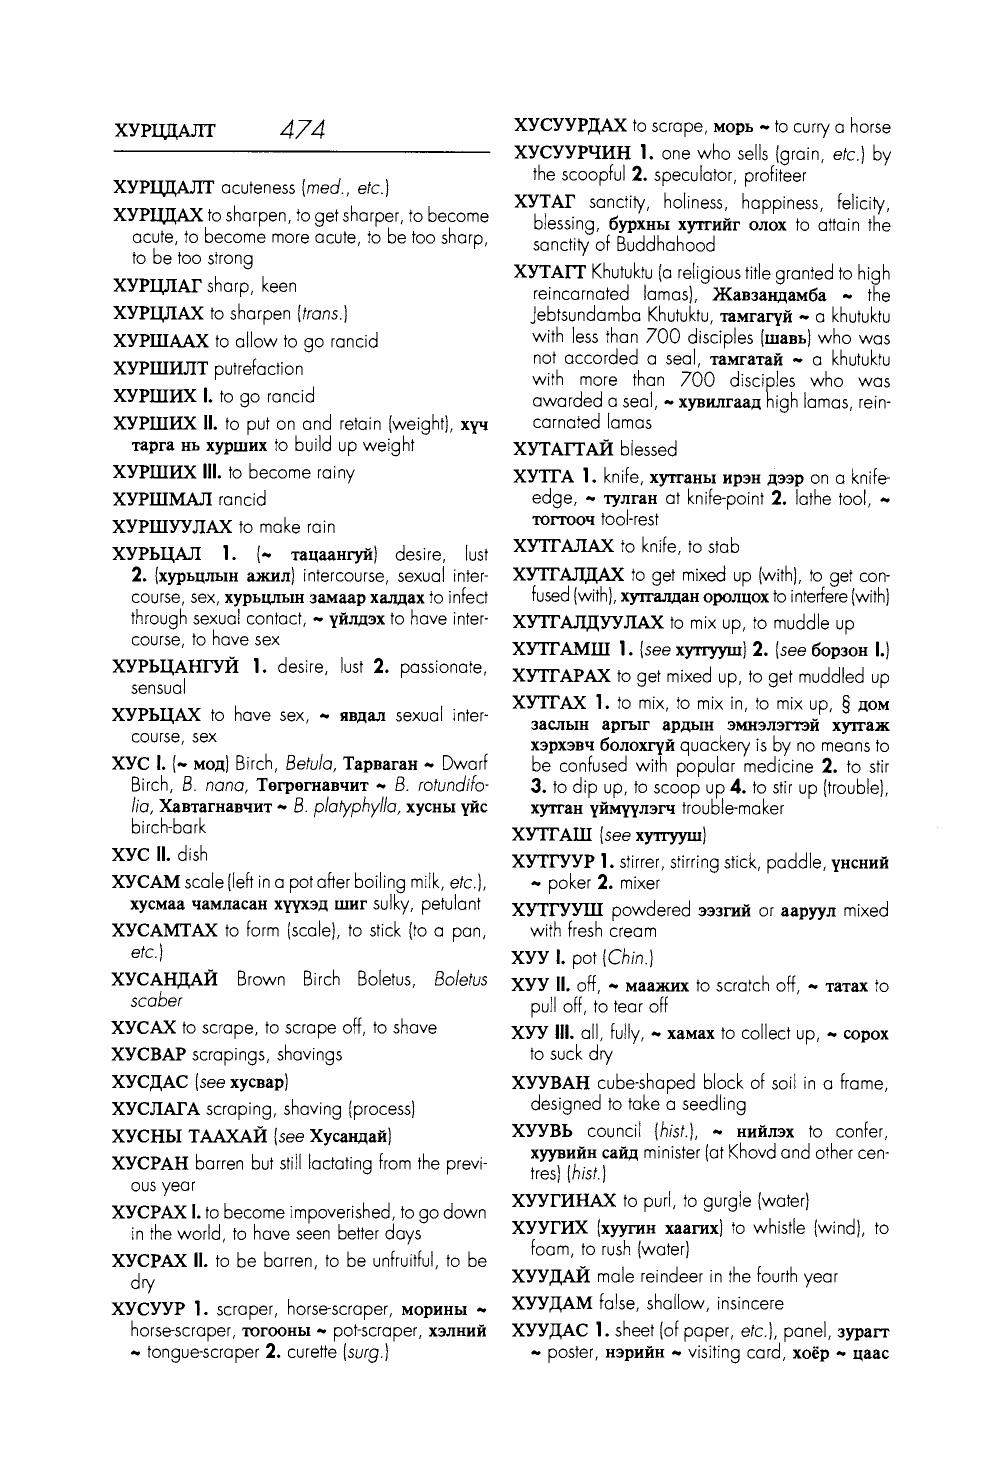 ХУРЦДАЛТ 474
ХУРЦДАЛТ acuteness (med., etc.)
ХУРЦДАХ to sharpen, to get sharper, to become
acute, to become more acute, to be too sharp,
to be too strong
ХУРЦЛАГ sharp, keen
ХУРЦЛАХ to sharpen (trans.)
ХУРШААХ to allow to go rancid
ХУРШИЛТ putrefaction
ХУРШИХ I. to go rancid
ХУРШИХ II. to put on and retain (weight), хүч
тарга нь хурших to build up weight
ХУРШИХ III. to become rainy
ХУРШМАЛ rancid
ХУРШУУЛАХ to make rain
ХУРЬЦАЛ 1. (~ тацаангуй) desire, lust
2. (хурьцлын ажил) intercourse, sexual inter-
course, sex, хурьцлын замаар халдах to infect
through sexual contact, ~ үйлдэх to have inter-
course, to have sex
ХУРЬЦАНГУЙ 1. desire, lust 2. passionate,
sensual
ХУРЬЦАХ to have sex, ~ явдал sexual inter-
course, sex
ХУС I. (~ мод) Birch, Betula, Тарваган ~ Dwarf
Birch, B. nana, Төгрөгнавчит ~ B. rotundifo-
lia, Хавтагнавчит ~ B. platyphylla, хусны үйс
birch-bark
ХУС II. dish
ХУСАМ scale (left in a pot after boiling milk, etc.),
хусмаа чамласан хүүхэд шиг sulky, petulant
ХУСАМТАХ to form (scale), to stick (to a pan,
etc.)
ХУСАНДАЙ Brown Birch Boletus, Boletus
scaber
ХУСАХ to scrape, to scrape off, to shave
ХУСВАР scrapings, shavings
ХУСДАС (see хусвар)
ХУСЛАГА scraping, shaving (process)
ХУСНЫ ТААХАЙ (see Хусандай)
ХУСРАН barren but still lactating from the previ-
ous year
ХУСРАХ I. to become impoverished, to go down
in the world, to have seen better days
ХУСРАХ II. to be barren, to be unfruitful, to be
dry
ХУСУУР 1. scraper, horse-scraper, морины ~
horse-scraper, тогооны ~ pot-scraper, хэлний
~ tongue-scraper 2. curette (surg.)
ХУСУУРДАХ to scrape, морь ~ to curry a horse
ХУСУУРЧИН 1. one who sells (grain, etc.) by
the scoopful 2. speculator, profiteer
ХУТАГ sanctity, holiness, happiness, felicity,
blessing, бурхны хутгийг олох to attain the
sanctity of Buddhahood
ХУТАГТ Khutuktu (a religious title granted to high
reincarnated lamas), Жавзандамба ~ the
Jebtsundamba Khutuktu, тамгагүй ~ a khutuktu
with less than 700 disciples (шавь) who was
not accorded a seal, тамгатай ~ a khutuktu
with more than 700 disciples who was
awarded a seal, ~ хувилгаад high lamas, rein-
carnated lamas
ХУТАГТАЙ blessed
ХУТГА 1. knife, хутганы ирэн дээр on a knife-
edge, ~ тулган at knife-point 2. lathe tool, ~
тогтооч tool-rest
ХУТГАЛАХ to knife, to stab
ХУТГАЛДАХ to get mixed up (with), to get con-
fused (with), хутгалдан оролцох to interfere (with)
ХУТГАЛДУУЛАХ to mix up, to muddle up
ХУТГАМШ 1. (see хутгууш) 2. (see борзон I.)
ХУТГАРАХ to get mixed up, to get muddled up
ХУТГАХ 1. to mix, to mix in, to mix up, § дом
заслын аргыг ардын эмнэлэгтэй хутгаж
хэрхэвч болохгүй quackery is by no means to
be confused with popular medicine 2. to stir
3. to dip up, to scoop up 4. to stir up (trouble),
хутган үймүүлэгч trouble-maker
ХУТГАШ (see хутгууш)
ХУТГУУР 1. stirrer, stirring stick, paddle, үнсний
~ poker 2. mixer
ХУТГУУШ powdered ээзгий or ааруул mixed
with fresh cream
ХУУ I. pot (Chin.)
ХУУ II. off, ~ маажих to scratch off, ~ татах to
pull off, to tear off
ХУУ III. all, fully, ~ хамах to collect up, ~ сорох
to suck dry
ХУУВАН cube-shaped block of soil in a frame,
designed to take a seedling
ХУУВЬ council (hist.), ~ нийлэх to confer,
хуувийн сайд minister (at Khovd and other cen-
tres) (hist.)
ХУУГИНАХ to purl, to gurgle (water)
ХУУГИХ (хуугин хаагих) to whistle (wind), to
foam, to rush (water)
ХУУДАЙ male reindeer in the fourth year
ХУУДАМ false, shallow, insincere
ХУУДАС 1. sheet (of paper, etc.), panel, зурагт
~ poster, нэрийн ~ visiting card, хоёр ~ цаас